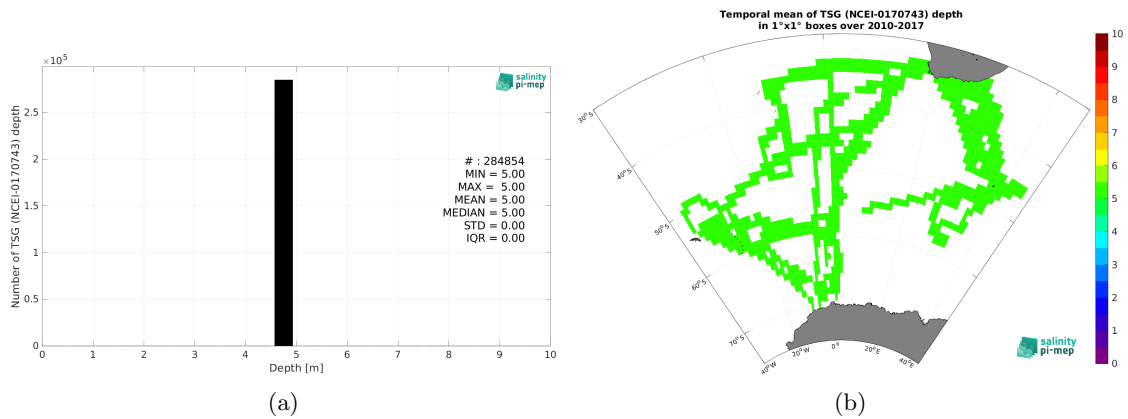 × 10⁵
2.5
2
1.5
1
0.5
0
Number of TSG (NCEI-0170743) depth
salinity
pi-mep
# : 284854
MIN = 5.00
MAX = 5.00
MEAN = 5.00
MEDIAN = 5.00
STD = 0.00
IQR = 0.00
0 1 2 3 4 5 6 7 8 9 10
Depth [m]
(a)
Temporal mean of TSG (NCEI-0170743) depth
in 1°x1° boxes over 2010-2017
30°S
40°S
50°S
60°S
70°S
40°W
20°W
0°
20°E
40°E
10
9
8
7
6
5
4
3
2
1
0
salinity
pi-mep
(b)